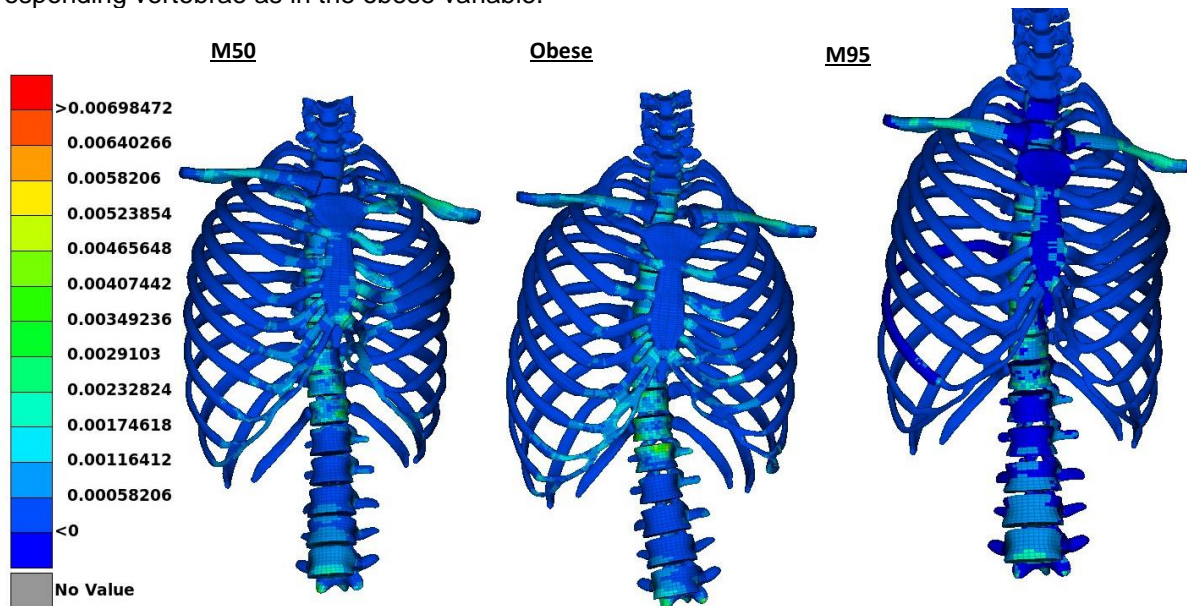 esponding vertebrae as in the obese variable.
M50
Obese
M95
>0.00698472
0.00640266
0.0058206
0.00523854
0.00465648
0.00407442
0.00349236
0.0029103
0.00232824
0.00174618
0.00116412
0.00058206
<0
No Value